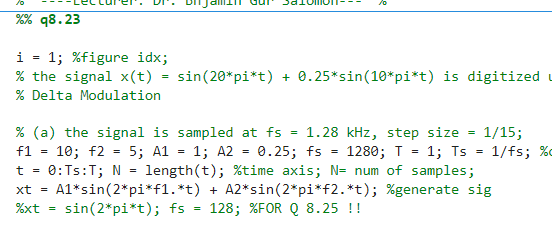 % ----Lecturer: Dr. Bnjamin Gur Salomon--- %
%% q8.23
i = 1; %figure idx;
% the signal x(t) = sin(20*pi*t) + 0.25*sin(10*pi*t) is digitized
% Delta Modulation
% (a) the signal is sampled at fs = 1.28 kHz, step size = 1/15;
f1 = 10; f2 = 5; A1 = 1; A2 = 0.25; fs = 1280; T = 1; Ts = 1/fs; %
t = 0:Ts:T; N = length(t); %time axis; N= num of samples;
xt = A1*sin(2*pi*f1.*t) + A2*sin(2*pi*f2.*t); %generate sig
%xt = sin(2*pi*t); fs = 128; %FOR Q 8.25 !!